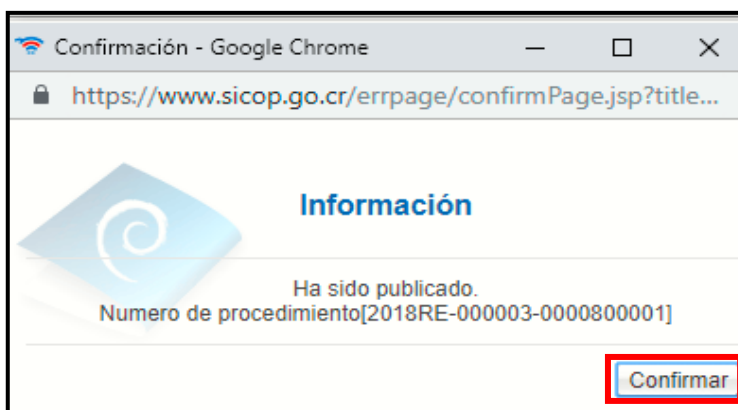 Confirmación - Google Chrome
https://www.sicop.go.cr/errpage/confirmPage.jsp?title...
Información
Ha sido publicado.
Numero de procedimiento[2018RE-000003-0000800001]
Confirmar